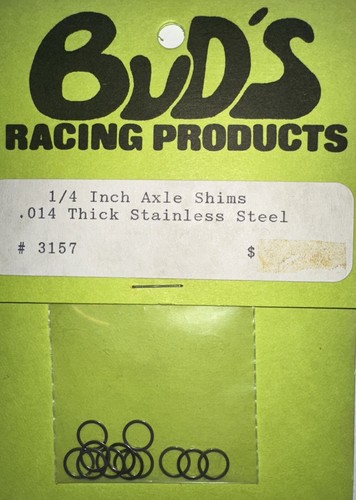 BUD'S
RACING PRODUCTS
1/4 Inch Axle Shims
.014 Thick Stainless Steel
# 3157 $